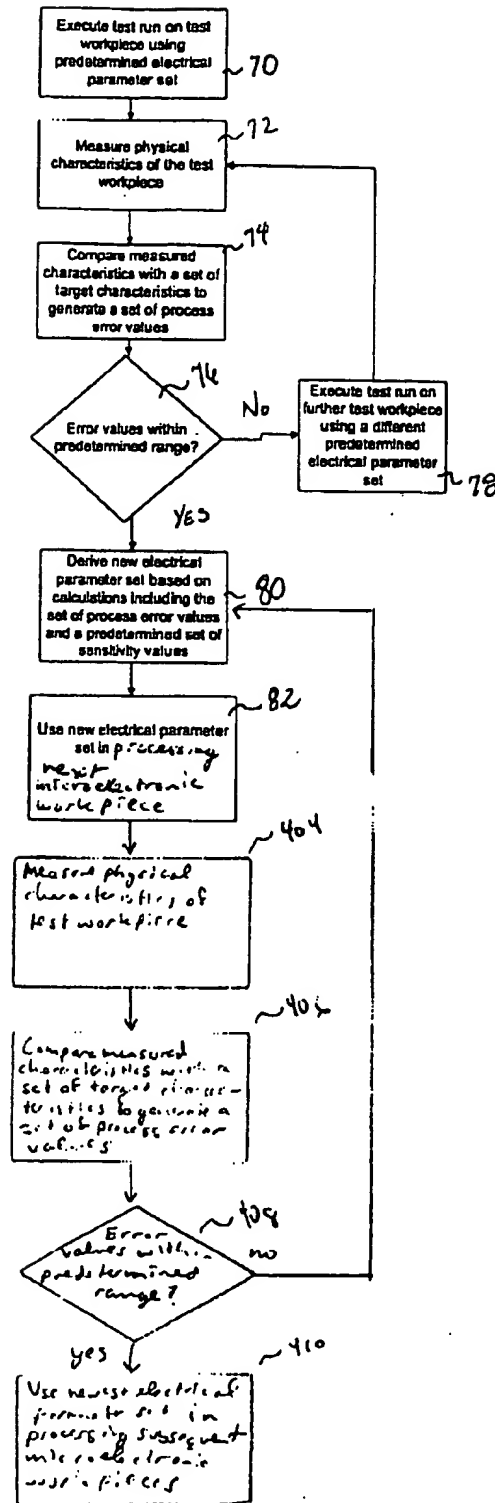 Execute test run on test
workpiece using
predetermined electrical
parameter set
70
72
Measure physical
characteristics of the test
workpiece
74
Compare measured
characteristics with a set of
target characteristics to
generate a set of process
error values
76
Error values within
predetermined range?
No
Execute test run on
further test workpiece
using a different
predetermined
electrical parameter
set
78
YES
Derive new electrical
parameter set based on
calculations including the
set of process error values
and a predetermined set of
sensitivity values
80
82
Use new electrical parameter
set in processing
next
microelectronic
workpiece
404
Measure physical
characteristics of
test workpiece
406
Compare measured
characteristics with a
set of target charac-
teristics to generate a
set of process error
values
408
Error
values within
predetermined
range?
no
yes
410
Use newest electrical
parameter set in
processing subsequent
microelectronic
workpieces